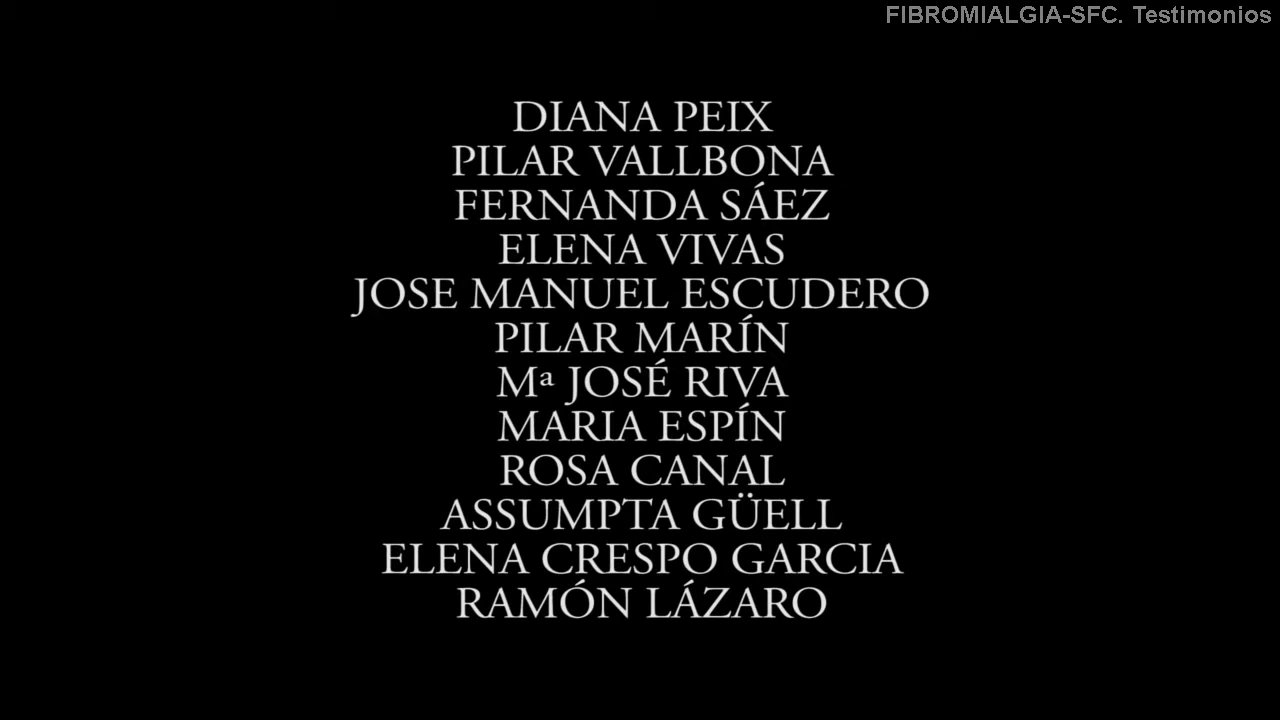 FIBROMIALGIA-SFC. Testimonios
DIANA PEIX
PILAR VALLBONA
FERNANDA SÁEZ
ELENA VIVAS
JOSE MANUEL ESCUDERO
PILAR MARÍN
Mª JOSÉ RIVA
MARIA ESPÍN
ROSA CANAL
ASSUMPTA GÜELL
ELENA CRESPO GARCIA
RAMÓN LÁZARO